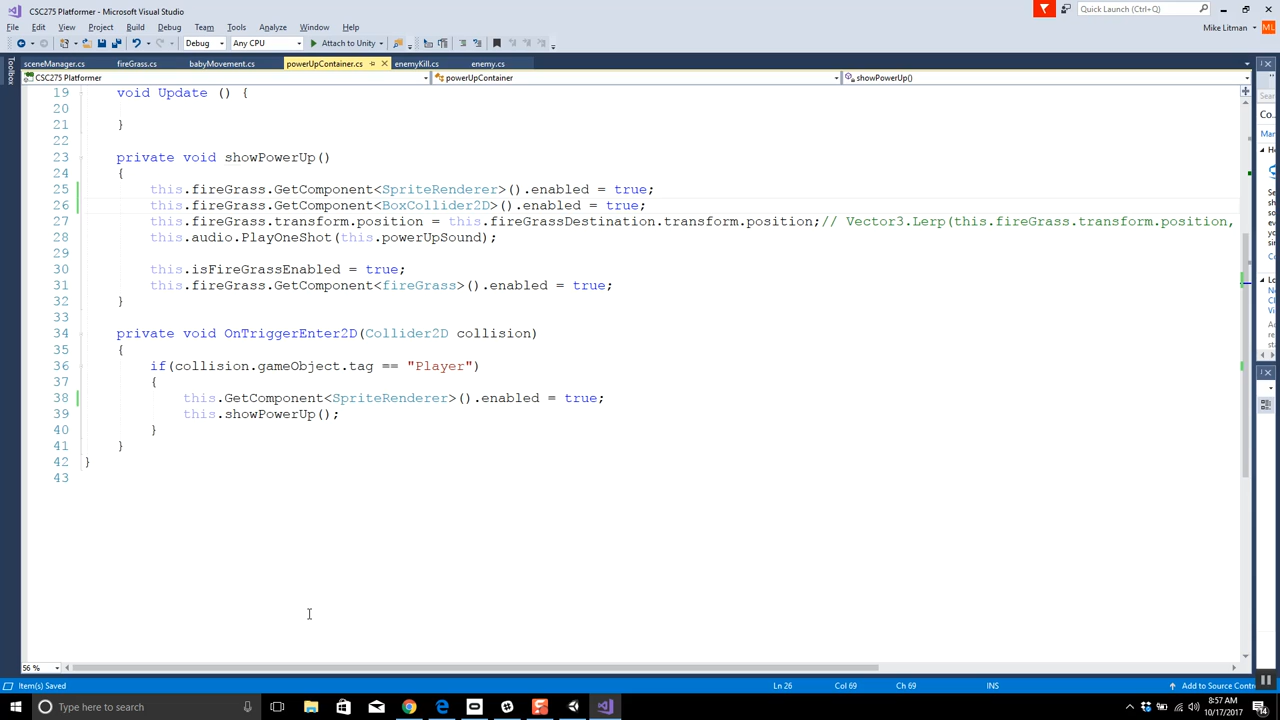 CSC275 Platformer - Microsoft Visual Studio
Quick Launch (Ctrl+Q)
File Edit View Project Build Debug Team Tools Analyze Window Help
Mike Litman ML
Debug Any CPU Attach to Unity
sceneManager.cs fireGrass.cs babyMovement.cs powerUpContainer.cs enemyKill.cs enemy.cs
Toolbox
CSC275 Platformer powerUpContainer showPowerUp()
19 void Update () {
20
21 }
22
23 private void showPowerUp()
24 {
25 this.fireGrass.GetComponent<SpriteRenderer>().enabled = true;
26 this.fireGrass.GetComponent<BoxCollider2D>().enabled = true;
27 this.fireGrass.transform.position = this.fireGrassDestination.transform.position;// Vector3.Lerp(this.fireGrass.transform.position,
28 this.audio.PlayOneShot(this.powerUpSound);
29
30 this.isFireGrassEnabled = true;
31 this.fireGrass.GetComponent<fireGrass>().enabled = true;
32 }
33
34 private void OnTriggerEnter2D(Collider2D collision)
35 {
36 if(collision.gameObject.tag == "Player")
37 {
38 this.GetComponent<SpriteRenderer>().enabled = true;
39 this.showPowerUp();
40 }
41 }
42 }
43
56 %
Item(s) Saved Ln 26 Col 69 Ch 69 INS Add to Source Contr
Type here to search
8:57 AM
10/17/2017
14